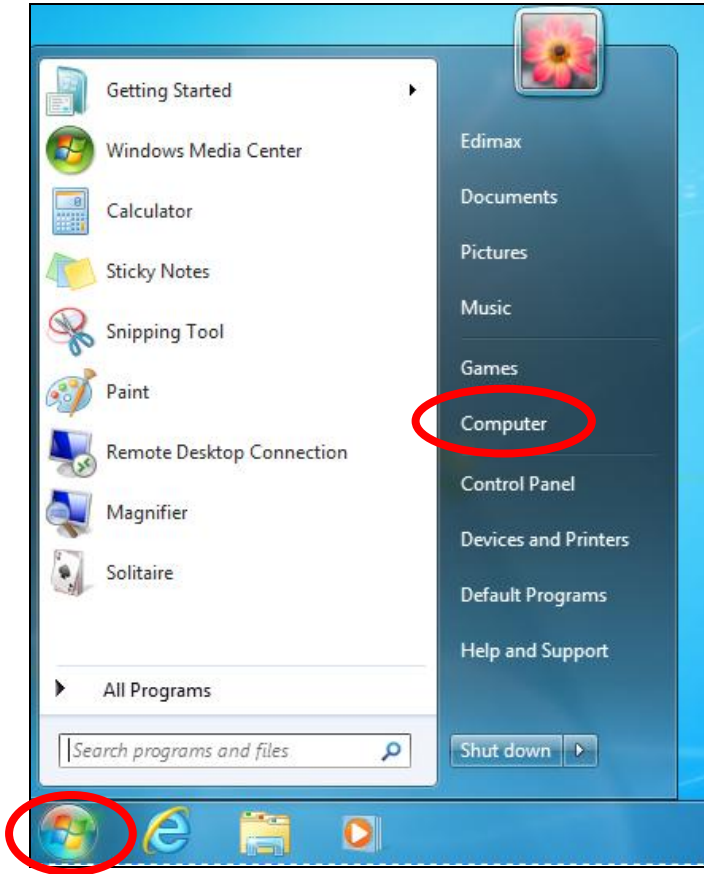 Getting Started
Windows Media Center
Calculator
Sticky Notes
Snipping Tool
Paint
Remote Desktop Connection
Magnifier
Solitaire
All Programs
Search programs and files
Edimax
Documents
Pictures
Music
Games
Computer
Control Panel
Devices and Printers
Default Programs
Help and Support
Shut down